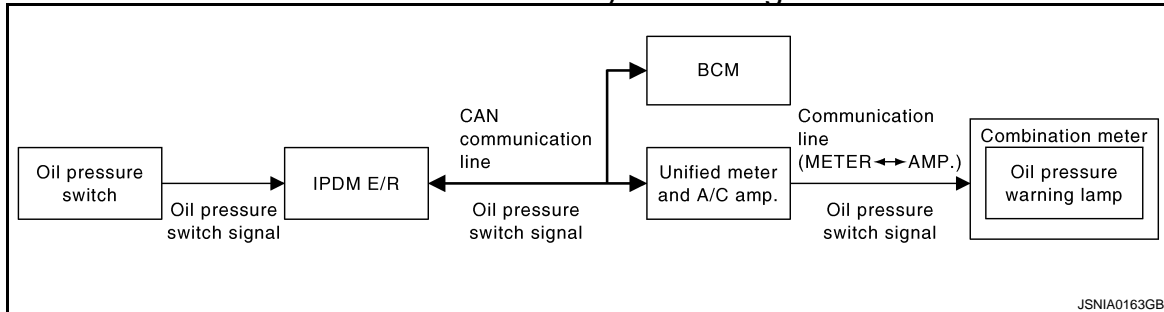 BCM
CAN
communication
line
Communication
line
(METER ↔ AMP.)
Combination meter
Oil pressure
switch
IPDM E/R
Unified meter
and A/C amp.
Oil pressure
warning lamp
Oil pressure
switch signal
Oil pressure
switch signal
Oil pressure
switch signal
JSNIA0163GB